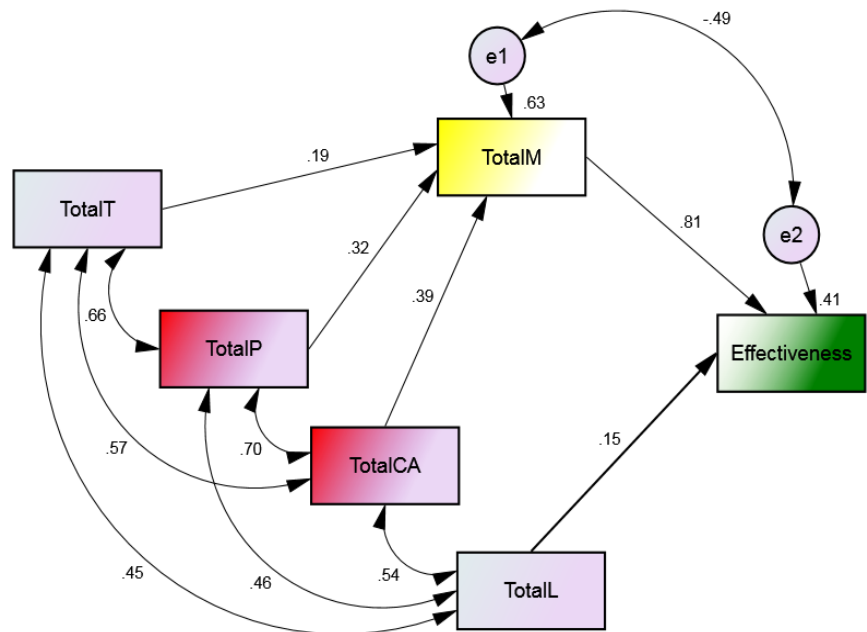 -.49
e1
.63
TotalM
.19
TotalT
.81
e2
.32
.39
.41
.66
TotalP
Effectiveness
.57
.70
TotalCA
.15
.45
.46
.54
TotalL